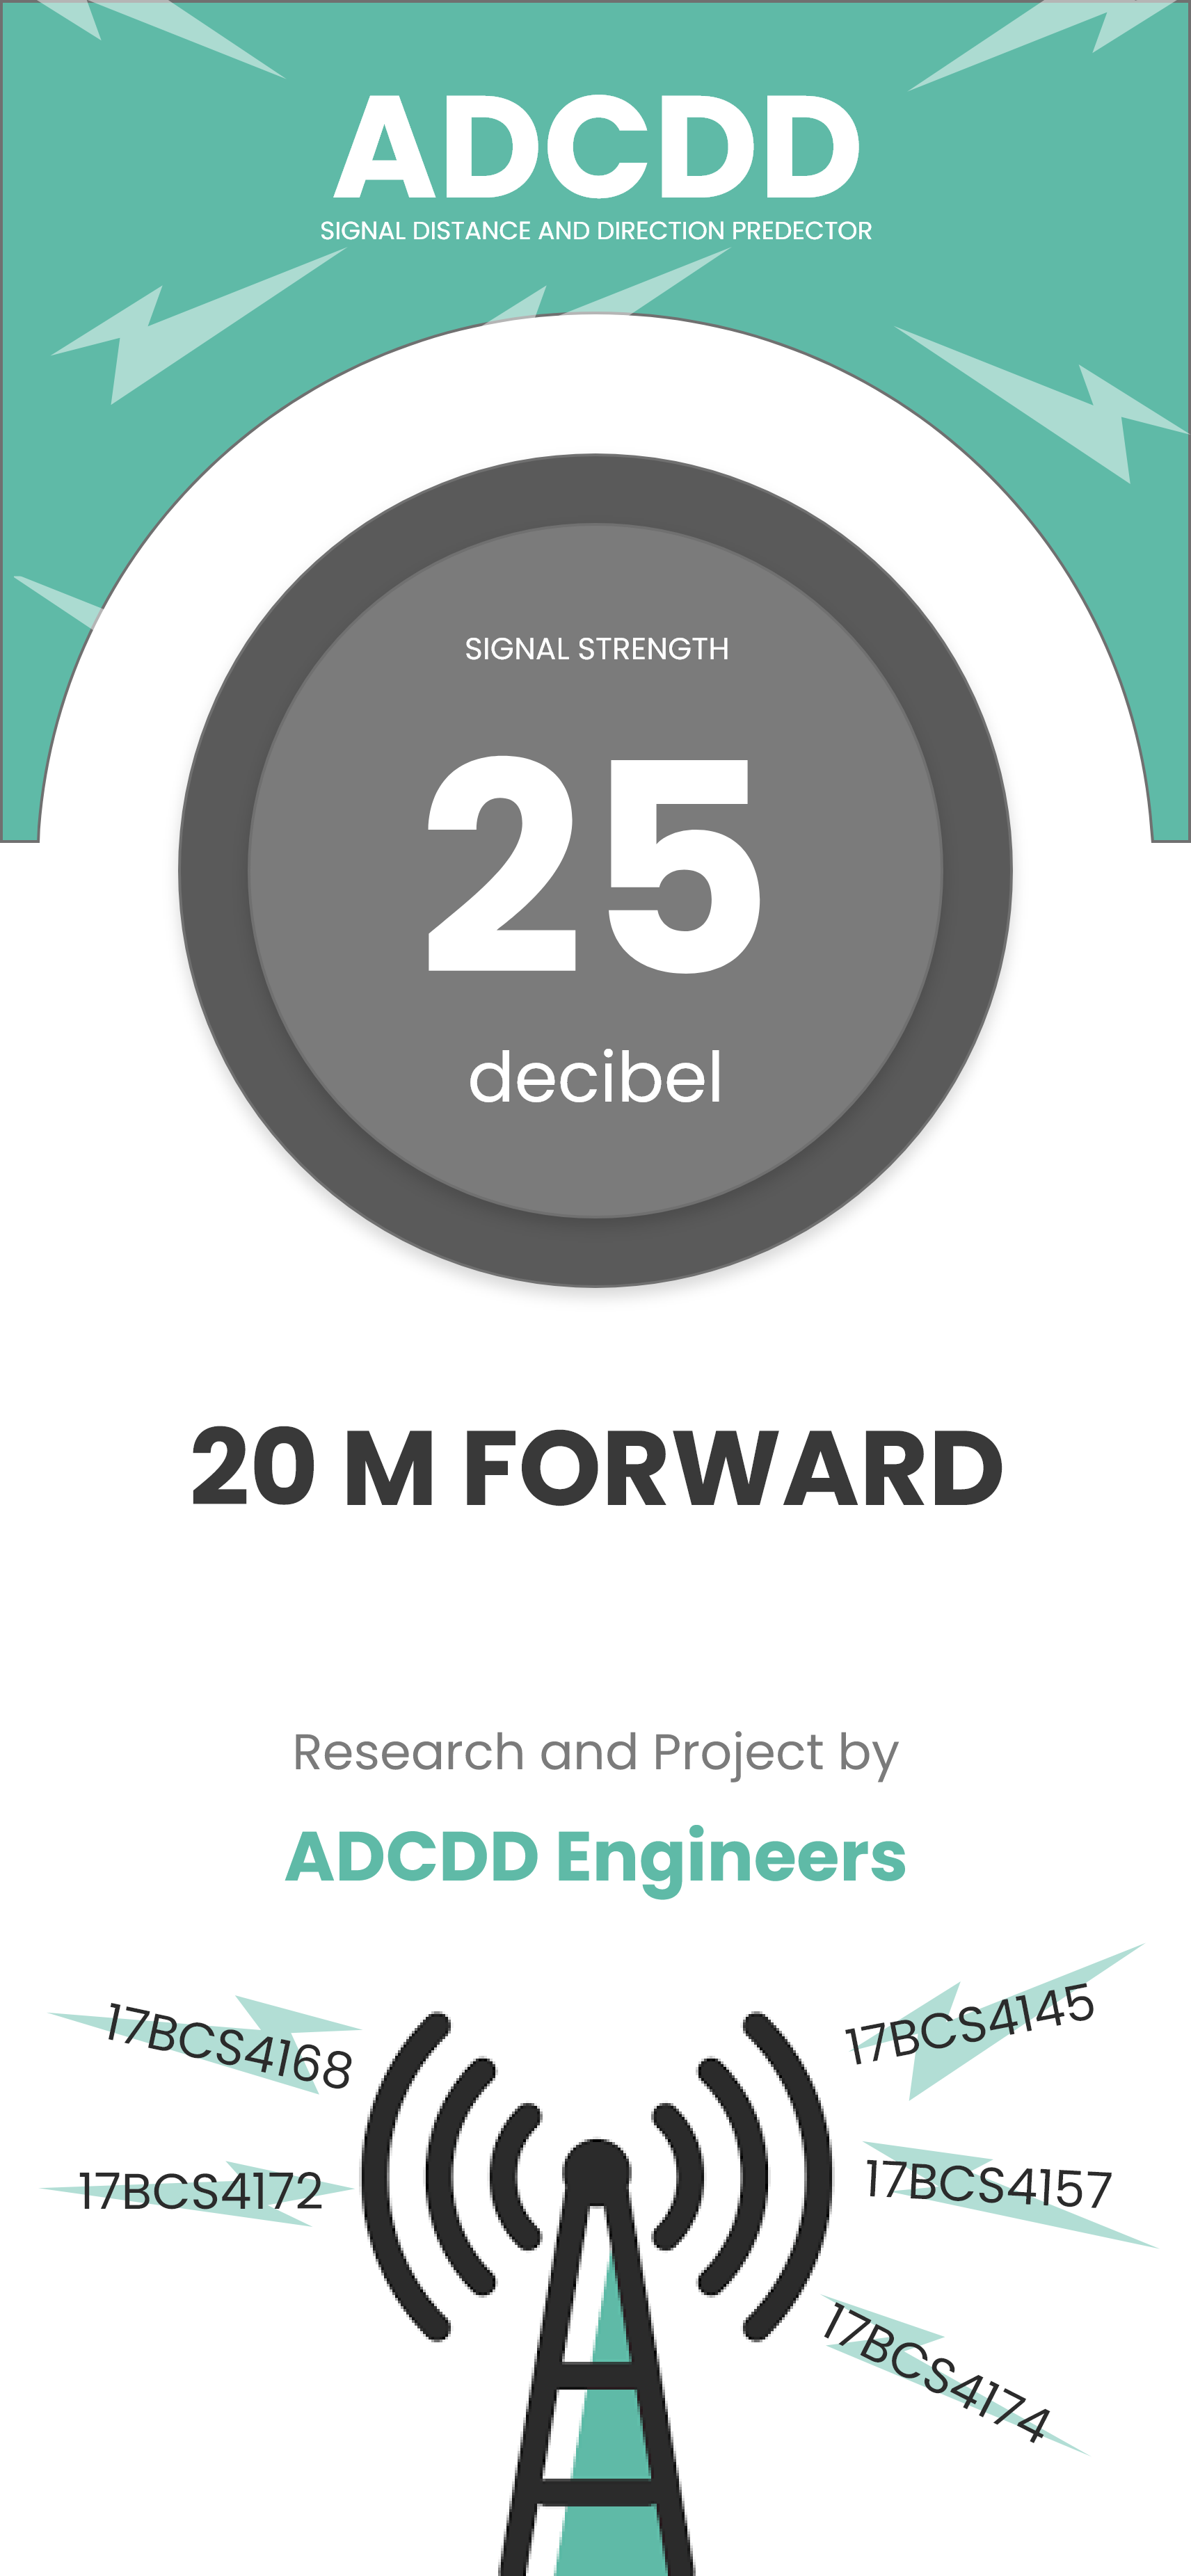 ADCDD
SIGNAL DISTANCE AND DIRECTION PREDECTOR
SIGNAL STRENGTH
25
decibel
20 M FORWARD
Research and Project by
ADCDD Engineers
17BCS4168
17BCS4145
17BCS4172
17BCS4157
17BCS4174